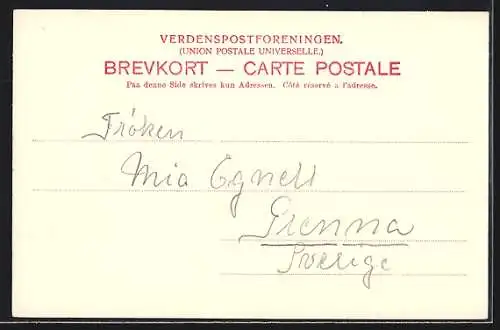 VERDENSPOSTFORENINGEN.
(UNION POSTALE UNIVERSELLE.)
BREVKORT — CARTE POSTALE
Paa denne Side skrives kun Adressen. Côté réservé a l'adresse.
Fröken
Mia Egnell
Grenna
Sverige